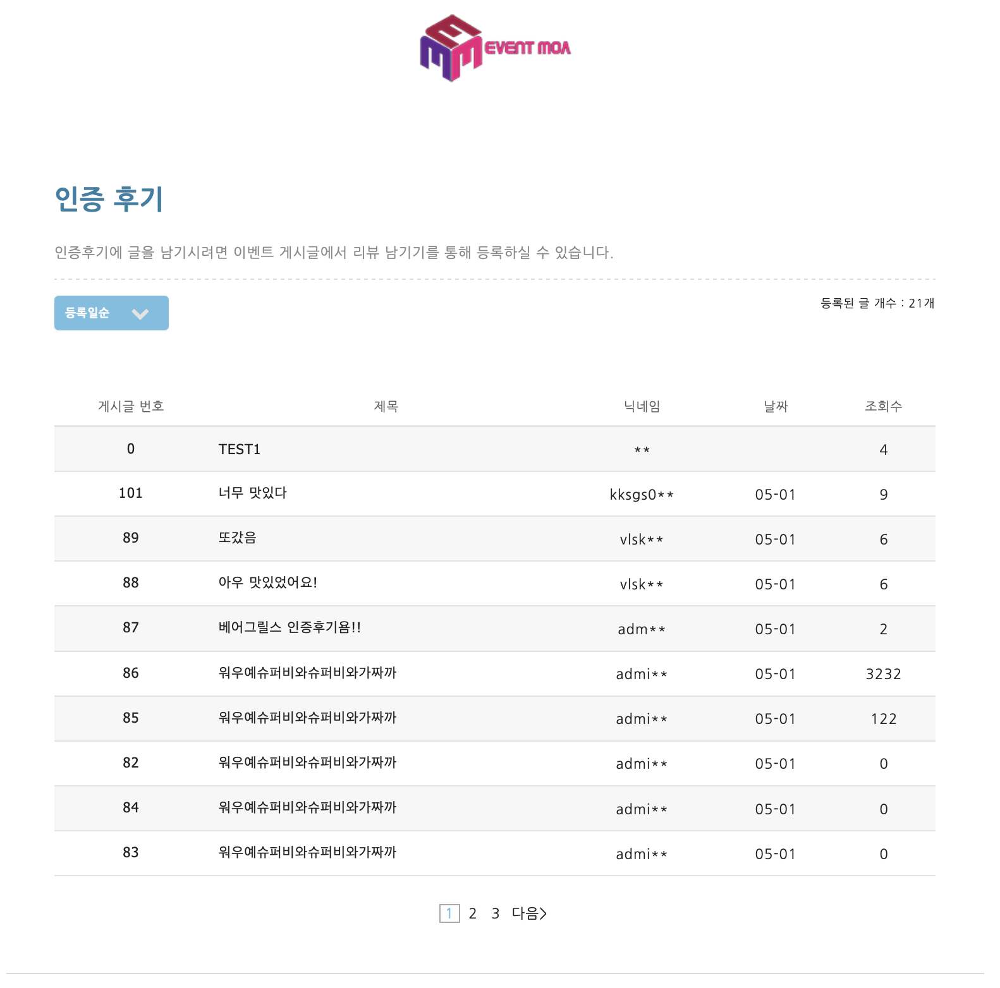 EVENT MOA
인증 후기
인증후기에 글을 남기시려면 이벤트 게시글에서 리뷰 남기기를 통해 등록하실 수 있습니다.
등록일순
등록된 글 개수 : 21개
게시글 번호 제목 닉네임 날짜 조회수
0 TEST1 ** 4
101 너무 맛있다 kksgs0** 05-01 9
89 또갔음 vlsk** 05-01 6
88 아우 맛있었어요! vlsk** 05-01 6
87 베어그릴스 인증후기욤!! adm** 05-01 2
86 워우예슈퍼비와슈퍼비와가짜까 admi** 05-01 3232
85 워우예슈퍼비와슈퍼비와가짜까 admi** 05-01 122
82 워우예슈퍼비와슈퍼비와가짜까 admi** 05-01 0
84 워우예슈퍼비와슈퍼비와가짜까 admi** 05-01 0
83 워우예슈퍼비와슈퍼비와가짜까 admi** 05-01 0
1 2 3 다음>